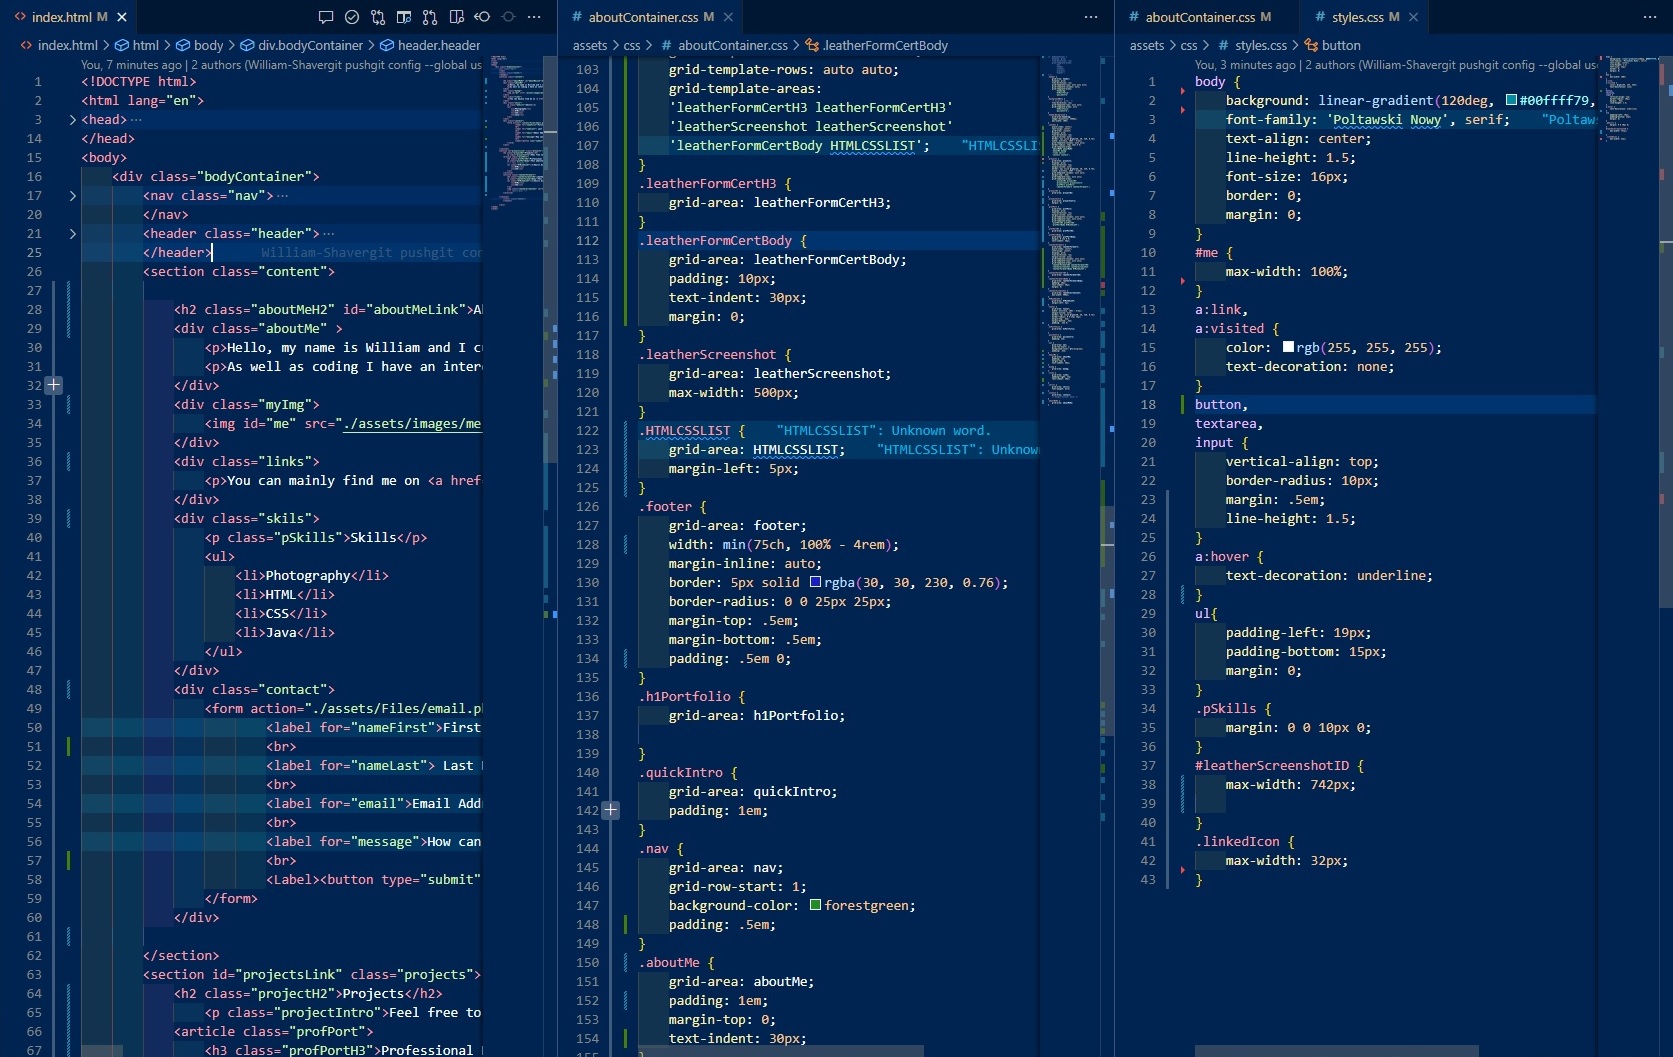 index.html M
index.html > html > body > div.bodyContainer > header.header
You, 7 minutes ago | 2 authors (William-Shavergit pushgit config --global us
1 <!DOCTYPE html>
2 <html lang="en">
3 <head>···
14 </head>
15 <body>
16 <div class="bodyContainer">
17 <nav class="nav">···
20 </nav>
21 <header class="header">···
25 </header> William-Shavergit pushgit con
26 <section class="content">
27
28 <h2 class="aboutMeH2" id="aboutMeLink">A
29 <div class="aboutMe" >
30 <p>Hello, my name is William and I c
31 <p>As well as coding I have an inter
32 </div>
33 <div class="myImg">
34 <img id="me" src="./assets/images/me
35 </div>
36 <div class="links">
37 <p>You can mainly find me on <a href
38 </div>
39 <div class="skils">
40 <p class="pSkills">Skills</p>
41 <ul>
42 <li>Photography</li>
43 <li>HTML</li>
44 <li>CSS</li>
45 <li>Java</li>
46 </ul>
47 </div>
48 <div class="contact">
49 <form action="./assets/Files/email.p
50 <label for="nameFirst">First
51 <br>
52 <label for="nameLast"> Last
53 <br>
54 <label for="email">Email Add
55 <br>
56 <label for="message">How can
57 <br>
58 <Label><button type="submit"
59 </form>
60 </div>
61
62 </section>
63 <section id="projectsLink" class="projects">
64 <h2 class="projectH2">Projects</h2>
65 <p class="projectIntro">Feel free to
66 <article class="profPort">
67 <h3 class="profPortH3">Professional
# aboutContainer.css M
assets > css > # aboutContainer.css > .leatherFormCertBody
103 grid-template-rows: auto auto;
104 grid-template-areas:
105 'leatherFormCertH3 leatherFormCertH3'
106 'leatherScreenshot leatherScreenshot'
107 'leatherFormCertBody HTMLCSSLIST'; "HTMLCSSLI
108 }
109 .leatherFormCertH3 {
110 grid-area: leatherFormCertH3;
111 }
112 .leatherFormCertBody {
113 grid-area: leatherFormCertBody;
114 padding: 10px;
115 text-indent: 30px;
116 margin: 0;
117 }
118 .leatherScreenshot {
119 grid-area: leatherScreenshot;
120 max-width: 500px;
121 }
122 .HTMLCSSLIST { "HTMLCSSLIST": Unknown word.
123 grid-area: HTMLCSSLIST; "HTMLCSSLIST": Unknow
124 margin-left: 5px;
125 }
126 .footer {
127 grid-area: footer;
128 width: min(75ch, 100% - 4rem);
129 margin-inline: auto;
130 border: 5px solid rgba(30, 30, 230, 0.76);
131 border-radius: 0 0 25px 25px;
132 margin-top: .5em;
133 margin-bottom: .5em;
134 padding: .5em 0;
135 }
136 .h1Portfolio {
137 grid-area: h1Portfolio;
138
139 }
140 .quickIntro {
141 grid-area: quickIntro;
142 padding: 1em;
143 }
144 .nav {
145 grid-area: nav;
146 grid-row-start: 1;
147 background-color: forestgreen;
148 padding: .5em;
149 }
150 .aboutMe {
151 grid-area: aboutMe;
152 padding: 1em;
153 margin-top: 0;
154 text-indent: 30px;
# aboutContainer.css M # styles.css M
assets > css > # styles.css > button
You, 3 minutes ago | 2 authors (William-Shavergit pushgit config --global us
1 body {
2 background: linear-gradient(120deg, #00ffff79,
3 font-family: 'Poltawski Nowy', serif; "Poltaw
4 text-align: center;
5 line-height: 1.5;
6 font-size: 16px;
7 border: 0;
8 margin: 0;
9 }
10 #me {
11 max-width: 100%;
12 }
13 a:link,
14 a:visited {
15 color: rgb(255, 255, 255);
16 text-decoration: none;
17 }
18 button,
19 textarea,
20 input {
21 vertical-align: top;
22 border-radius: 10px;
23 margin: .5em;
24 line-height: 1.5;
25 }
26 a:hover {
27 text-decoration: underline;
28 }
29 ul{
30 padding-left: 19px;
31 padding-bottom: 15px;
32 margin: 0;
33 }
34 .pSkills {
35 margin: 0 0 10px 0;
36 }
37 #leatherScreenshotID {
38 max-width: 742px;
39
40 }
41 .linkedIcon {
42 max-width: 32px;
43 }